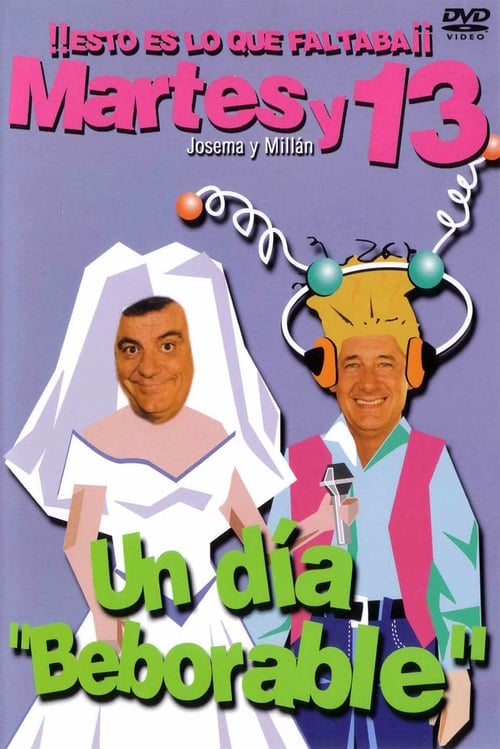 DVD
VIDEO
!!ESTO ES LO QUE FALTABA¡¡
Martes y 13
Josema y Millán
Un día
"Beborable"